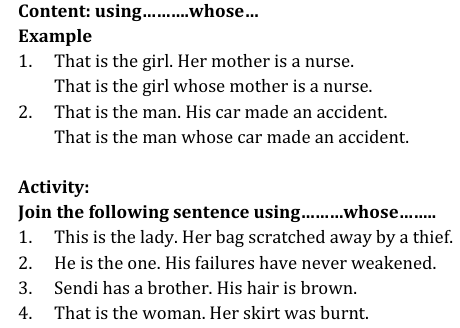 Content: using..........whose...
Example
1. That is the girl. Her mother is a nurse.
That is the girl whose mother is a nurse.
2. That is the man. His car made an accident.
That is the man whose car made an accident.
Activity:
Join the following sentence using.........whose........
1. This is the lady. Her bag scratched away by a thief.
2. He is the one. His failures have never weakened.
3. Sendi has a brother. His hair is brown.
4. That is the woman. Her skirt was burnt.